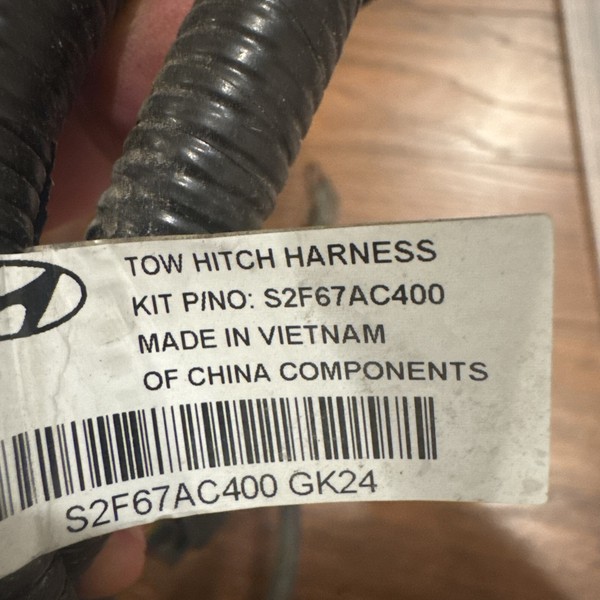 TOW HITCH HARNESS
KIT P/NO: S2F67AC400
MADE IN VIETNAM
OF CHINA COMPONENTS
S2F67AC400 GK24